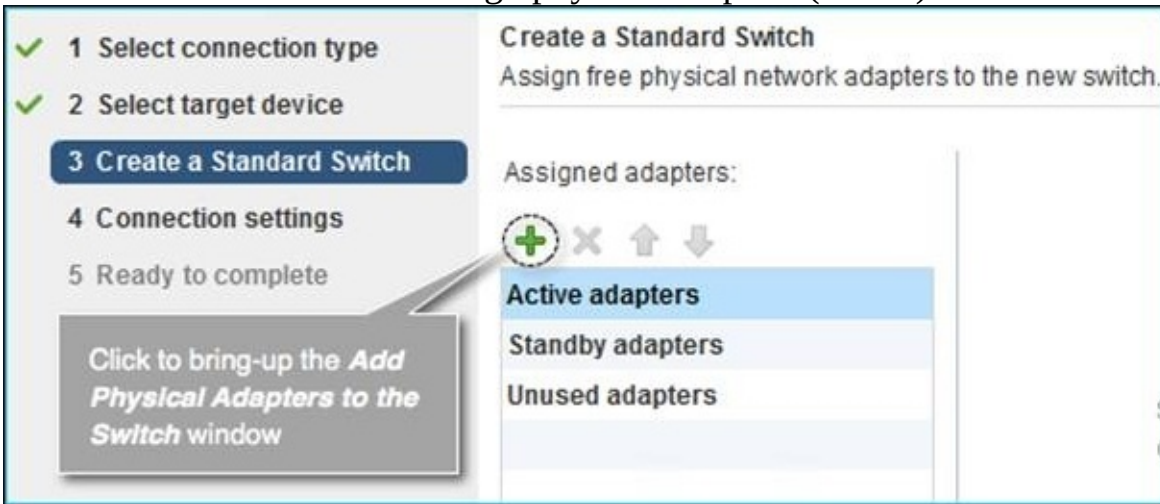 1 Select connection type
2 Select target device
3 Create a Standard Switch
4 Connection settings
5 Ready to complete
Click to bring-up the Add
Physical Adapters to the
Switch window
Create a Standard Switch
Assign free physical network adapters to the new switch.
Assigned adapters:
Active adapters
Standby adapters
Unused adapters